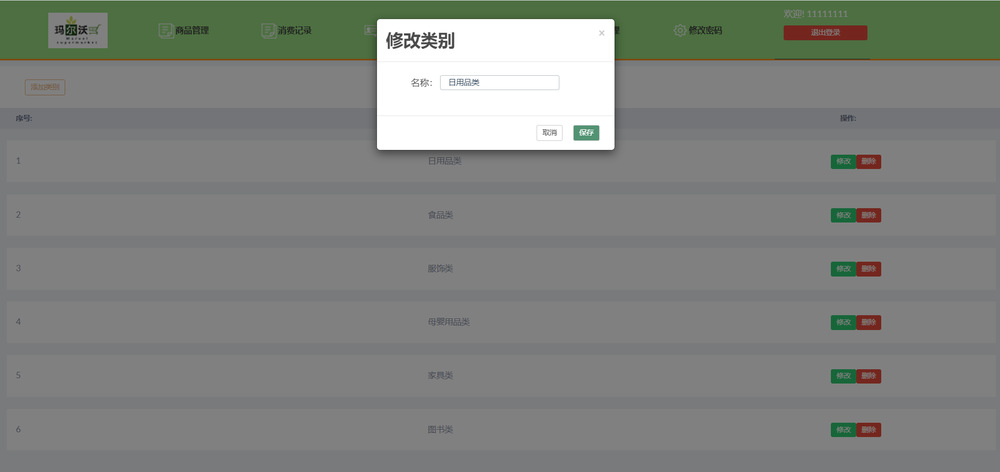 玛尔沃
Marvel
supermarket
商品管理
消费记录
理
修改密码
欢迎! 11111111
退出登录
修改类别
×
名称：
日用品类
取消
保存
添加类别
序号:
操作:
1
日用品类
修改
删除
2
食品类
修改
删除
3
服饰类
修改
删除
4
母婴用品类
修改
删除
5
家具类
修改
删除
6
图书类
修改
删除